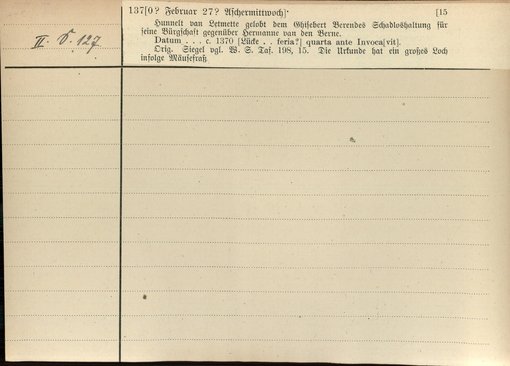 137[0? Februar 27? Aschermittwoch]· [15
Hunnelt van Letmette gelobt dem Ghisebert Berendes Schadloshaltung für
seine Bürgschaft gegenüber Hermanne van den Berne.
Datum . . . c. 1370 [Lücke . . feria?] quarta ante Invoca[vit].
Orig. Siegel vgl. W. S. Taf. 198, 15. Die Urkunde hat ein großes Loch
infolge Mäusefraß
II. S. 127